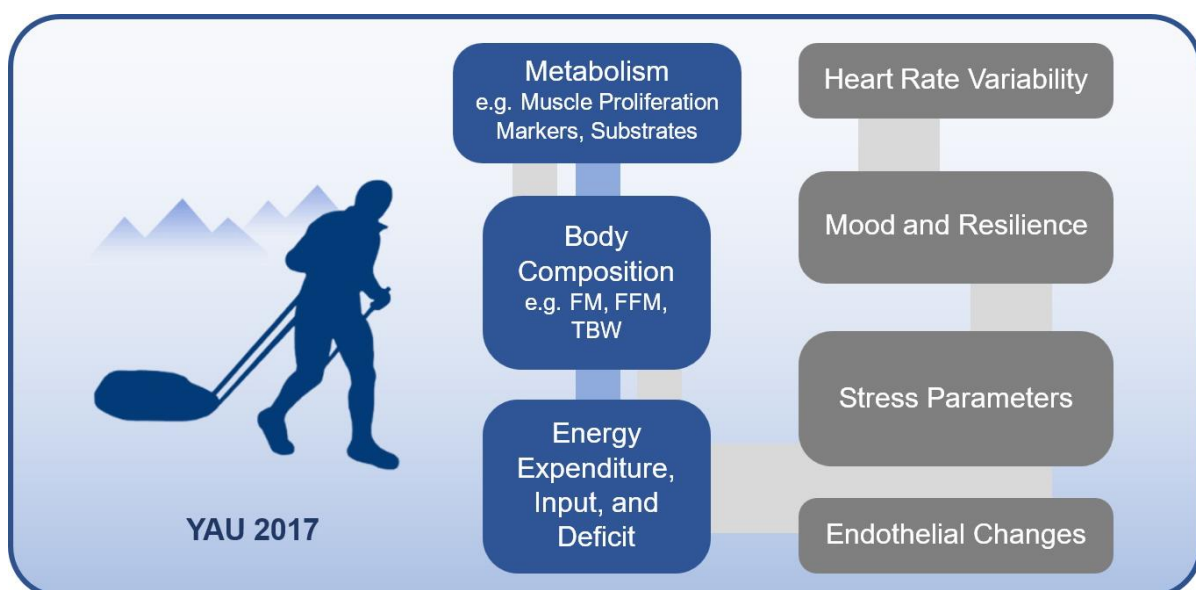 Metabolism
e.g. Muscle Proliferation
Markers, Substrates
Body
Composition
e.g. FM, FFM,
TBW
Energy
Expenditure,
Input, and
Deficit
Heart Rate Variability
Mood and Resilience
Stress Parameters
Endothelial Changes
YAU 2017